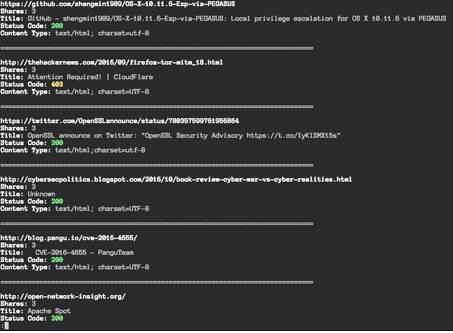 https://github.com/shengmin1989/OS-X-10.11.6-Exp-via-PEGASUS
Shares: 3
Title: GitHub - shengmin1989/OS-X-10.11.6-Exp-via-PEGASUS: Local privilege escalation for OS X 10.11.6 via PEGASUS
Status Code: 200
Content Type: text/html; charset=utf-8
================================================================================
http://thehackernews.com/2016/09/firefox-tor-mitm_18.html
Shares: 3
Title: Attention Required! | CloudFlare
Status Code: 403
Content Type: text/html; charset=UTF-8
================================================================================
https://twitter.com/OpenSSLannounce/status/780357599761956864
Shares: 3
Title: OpenSSL announce on Twitter: "OpenSSL Security Advisory https://t.co/lyKlZMX15s"
Status Code: 200
Content Type: text/html;charset=utf-8
================================================================================
http://cybersecpolitics.blogspot.com/2016/10/book-review-cyber-war-vs-cyber-realities.html
Shares: 3
Title: Unknown
Status Code: 200
Content Type: text/html; charset=UTF-8
================================================================================
http://blog.pangu.io/cve-2016-4655/
Shares: 3
Title: CVE-2016-4655 – PanguTeam
Status Code: 200
Content Type: text/html; charset=UTF-8
================================================================================
http://open-network-insight.org/
Shares: 3
Title: Apache Spot
Status Code: 200
: